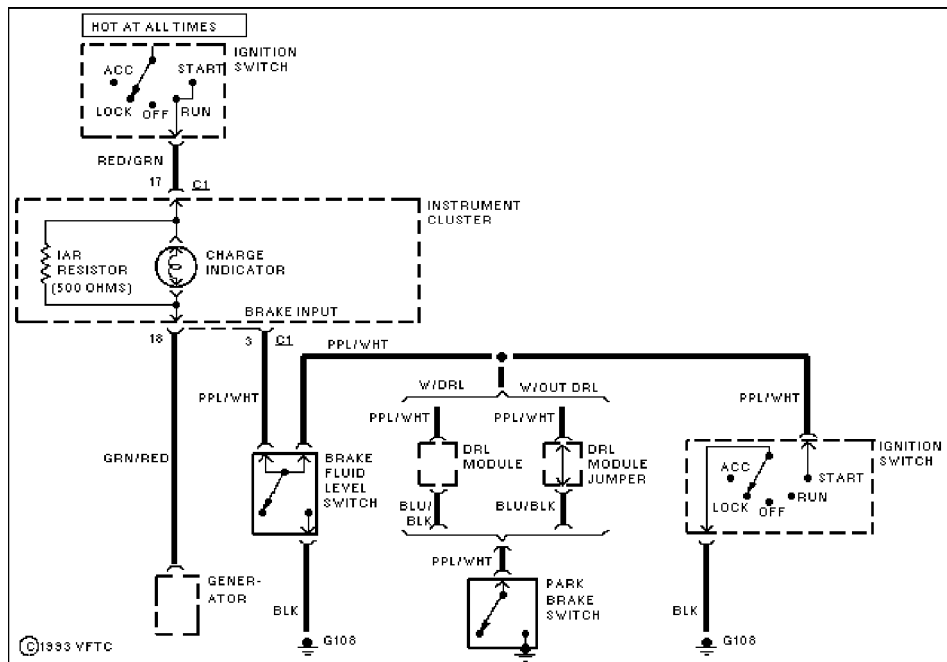 HOT AT ALL TIMES
IGNITION
SWITCH
ACC
START
LOCK
OFF
RUN
RED/GRN
17
C1
INSTRUMENT
CLUSTER
IAR
RESISTOR
(500 OHMS)
CHARGE
INDICATOR
BRAKE INPUT
18
3
C1
PPL/WHT
W/DRL
W/OUT DRL
PPL/WHT
PPL/WHT
PPL/WHT
PPL/WHT
GRN/RED
BRAKE
FLUID
LEVEL
SWITCH
DRL
MODULE
DRL
MODULE
JUMPER
IGNITION
SWITCH
ACC
START
LOCK
OFF
RUN
BLU/
BLK
BLU/BLK
PPL/WHT
GENER-
ATOR
BLK
PARK
BRAKE
SWITCH
BLK
G108
G108
©1993 VFTC